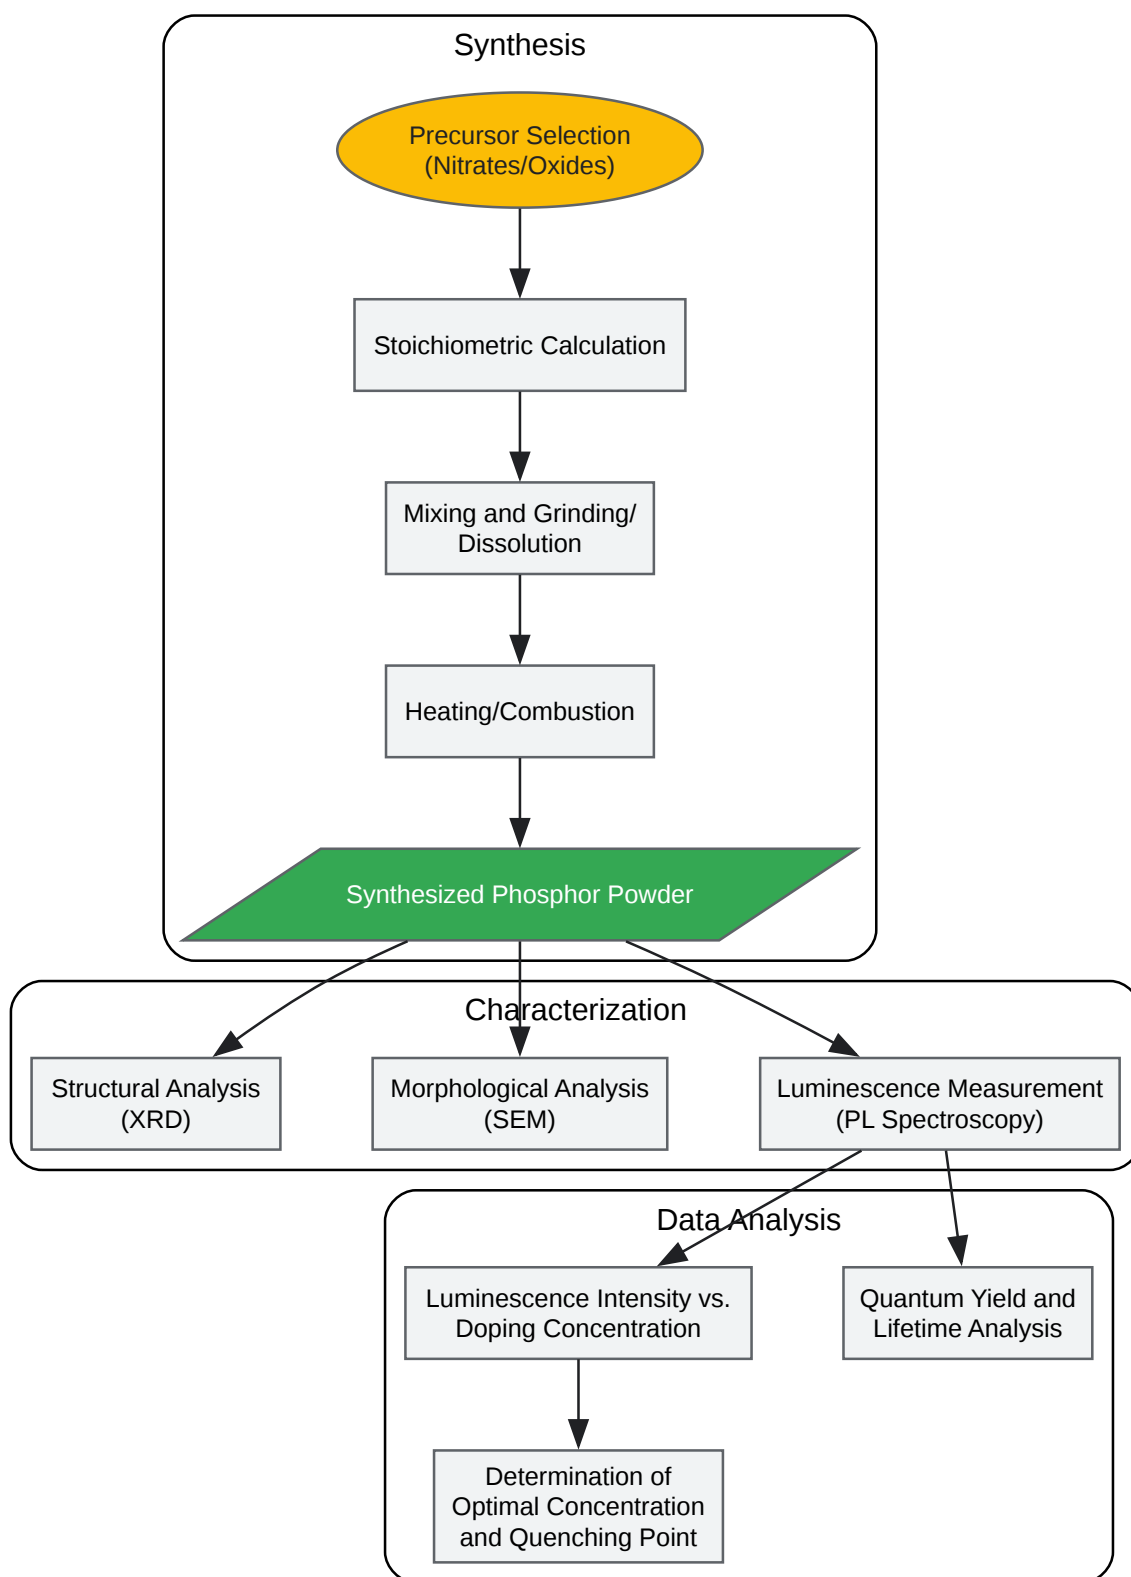 Synthesis
Precursor Selection
(Nitrates/Oxides)
Stoichiometric Calculation
Mixing and Grinding/
Dissolution
Heating/Combustion
Synthesized Phosphor Powder
Characterization
Structural Analysis
(XRD)
Morphological Analysis
(SEM)
Luminescence Measurement
(PL Spectroscopy)
Data Analysis
Luminescence Intensity vs.
Doping Concentration
Quantum Yield and
Lifetime Analysis
Determination of
Optimal Concentration
and Quenching Point